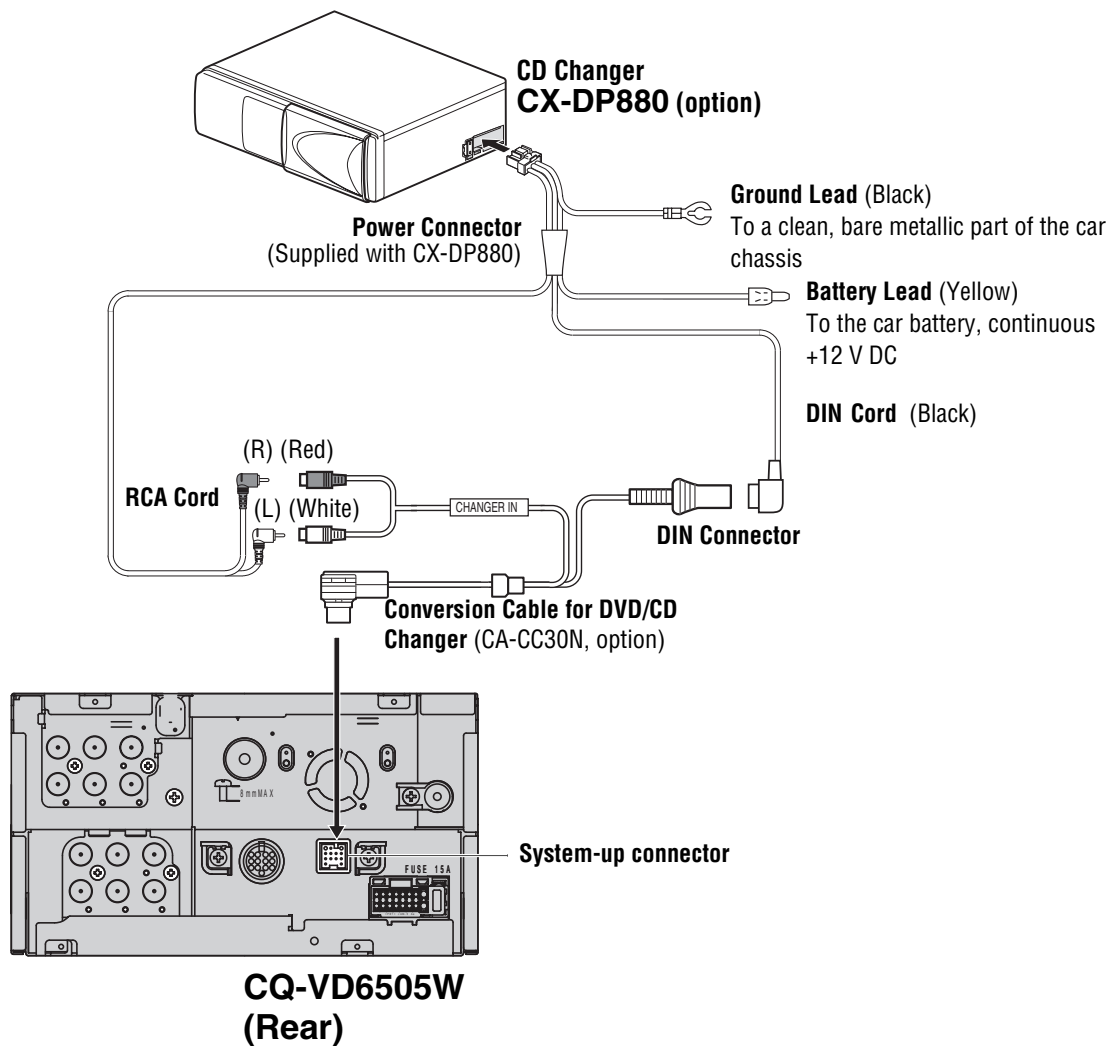 CD Changer
CX-DP880 (option)
Ground Lead (Black)
To a clean, bare metallic part of the car
chassis
Power Connector
(Supplied with CX-DP880)
Battery Lead (Yellow)
To the car battery, continuous
+12 V DC
DIN Cord (Black)
(R) (Red)
RCA Cord
(L) (White)
CHANGER IN
DIN Connector
Conversion Cable for DVD/CD
Changer (CA-CC30N, option)
8mmMAX
System-up connector
FUSE 15A
CQ-VD6505W
(Rear)